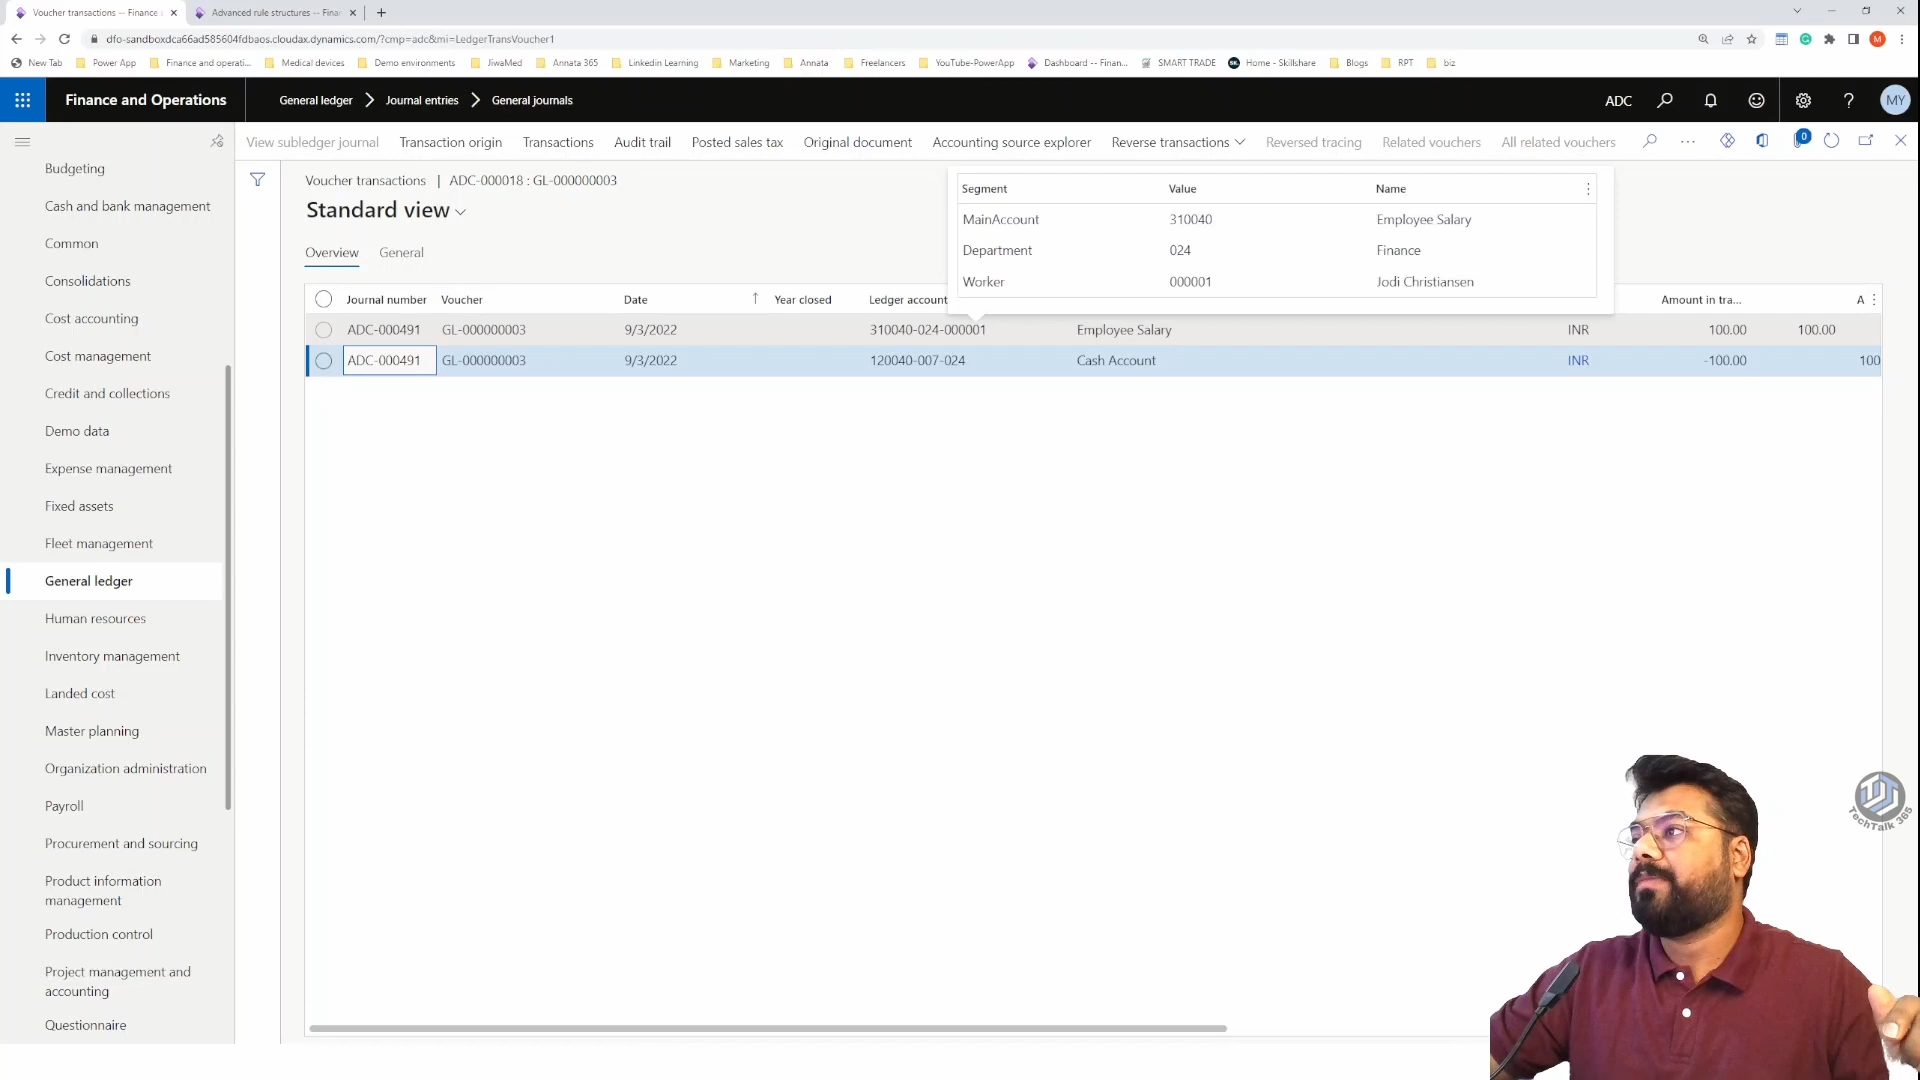 Voucher transactions -- Finance
Advanced rule structures -- Finan
dfo-sandboxdca66ad585604fdbaos.cloudax.dynamics.com/?cmp=adc&mi=LedgerTransVoucher1
M
New Tab
Power App
Finance and operati...
Medical devices
Demo environments
JiwaMed
Annata 365
Linkedin Learning
Marketing
Annata
Freelancers
YouTube-PowerApp
Dashboard -- Finan...
SMART TRADE
Home - Skillshare
Blogs
RPT
biz
Finance and Operations
General ledger
Journal entries
General journals
ADC
?
MY
View subledger journal
Transaction origin
Transactions
Audit trail
Posted sales tax
Original document
Accounting source explorer
Reverse transactions
Reversed tracing
Related vouchers
All related vouchers
...
0
Budgeting
Cash and bank management
Common
Consolidations
Cost accounting
Cost management
Credit and collections
Demo data
Expense management
Fixed assets
Fleet management
General ledger
Human resources
Inventory management
Landed cost
Master planning
Organization administration
Payroll
Procurement and sourcing
Product information
management
Production control
Project management and
accounting
Questionnaire
Voucher transactions | ADC-000018 : GL-000000003
Standard view
Overview
General
Segment Value Name
MainAccount 310040 Employee Salary
Department 024 Finance
Worker 000001 Jodi Christiansen
Journal number Voucher Date Year closed Ledger account Amount in tra... A
ADC-000491 GL-000000003 9/3/2022 310040-024-000001 Employee Salary INR 100.00 100.00
ADC-000491 GL-000000003 9/3/2022 120040-007-024 Cash Account INR -100.00 100
TechTalk 365